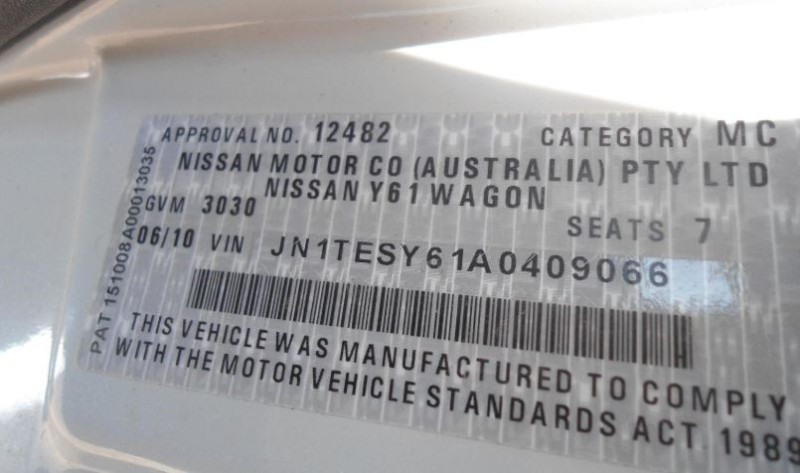 APPROVAL NO. 12482 CATEGORY MC
NISSAN MOTOR CO (AUSTRALIA) PTY LTD
NISSAN Y61 WAGON
GVM 3030 SEATS 7
06/10 VIN JN1TESY61A0409066
THIS VEHICLE WAS MANUFACTURED TO COMPLY
WITH THE MOTOR VEHICLE STANDARDS ACT 1989
PAT 151008A00013035